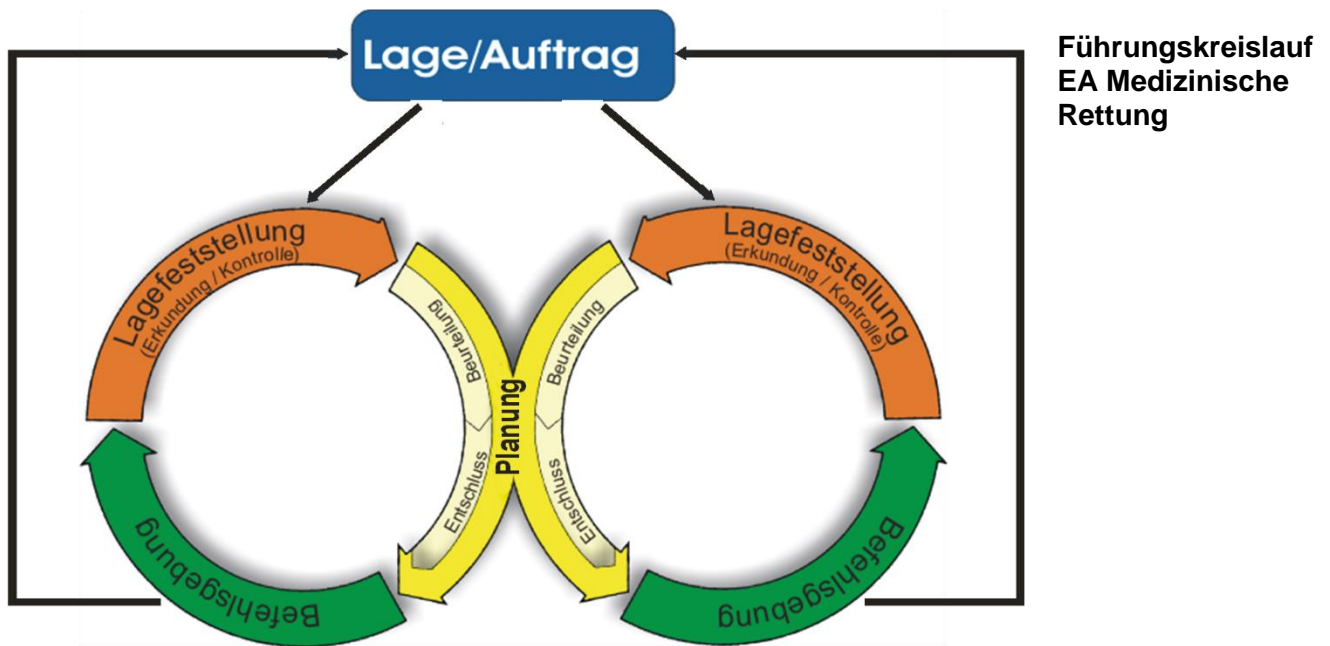 Lage/Auftrag
Führungskreislauf
EA Medizinische
Rettung
Lagefeststellung
(Erkundung / Kontrolle)
Lagefeststellung
(Erkundung / Kontrolle)
Beurteilung
Beurteilung
Planung
Entschluss
Entschluss
Befehlsgebung
Befehlsgebung